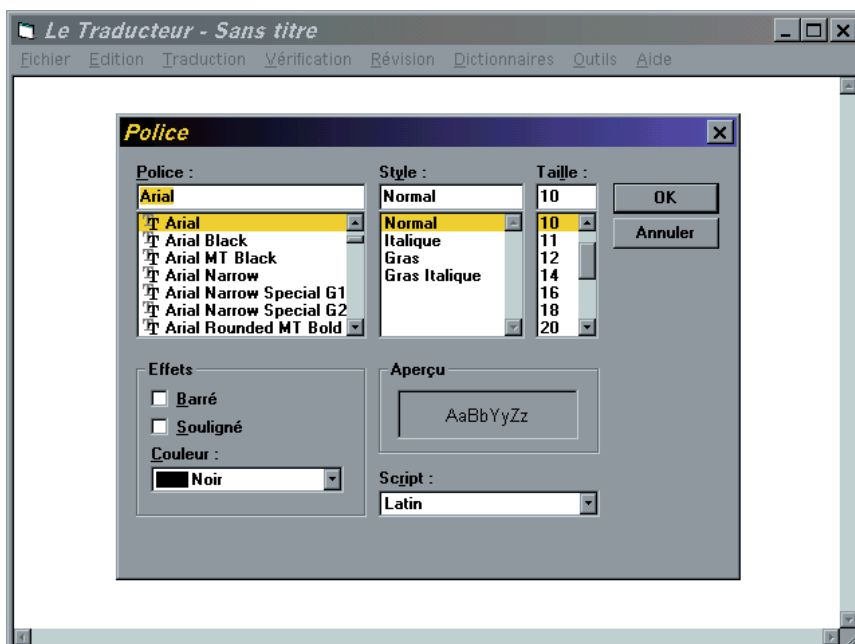 Le Traducteur - Sans titre
Fichier Edition Traduction Vérification Révision Dictionnaires Outils Aide
Police
Police : Style : Taille :
Arial Normal 10 OK
Arial Normal 10 Annuler
Arial Black Italique 11
Arial MT Black Gras 12
Arial Narrow Gras Italique 14
Arial Narrow Special G1 16
Arial Narrow Special G2 18
Arial Rounded MT Bold 20
Effets Aperçu
Barré AaBbYyZz
Souligné
Couleur : Script :
Noir Latin